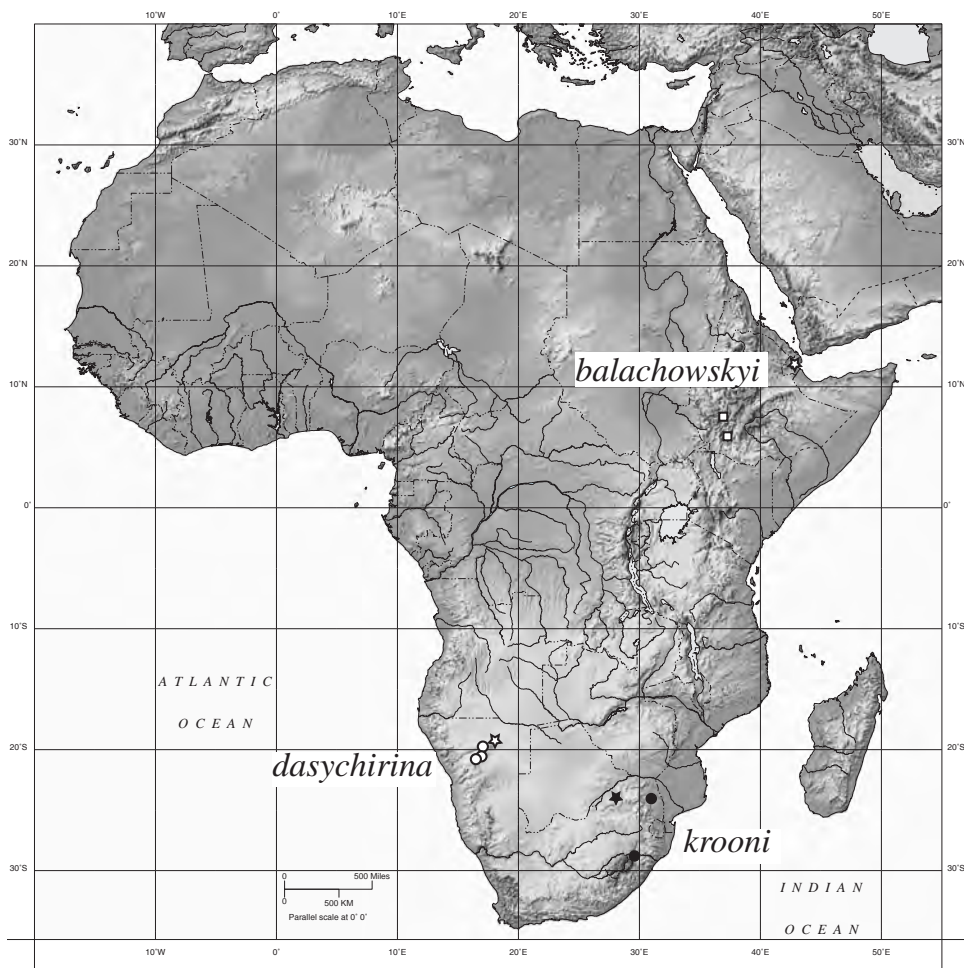 10˚W 0˚ 10˚E 20˚E 30˚E 40˚E 50˚E
30˚N 30˚N
20˚N 20˚N
balachowskyi
10˚N 10˚N
0˚ 0˚
10˚S 10˚S
ATLANTIC
OCEAN
20˚S 20˚S
dasychirina
krooni
30˚S 30˚S
0 500 Miles
0 500 KM
Parallel scale at 0˚ 0˚
INDIAN
OCEAN
10˚W 0˚ 10˚E 20˚E 30˚E 40˚E 50˚E